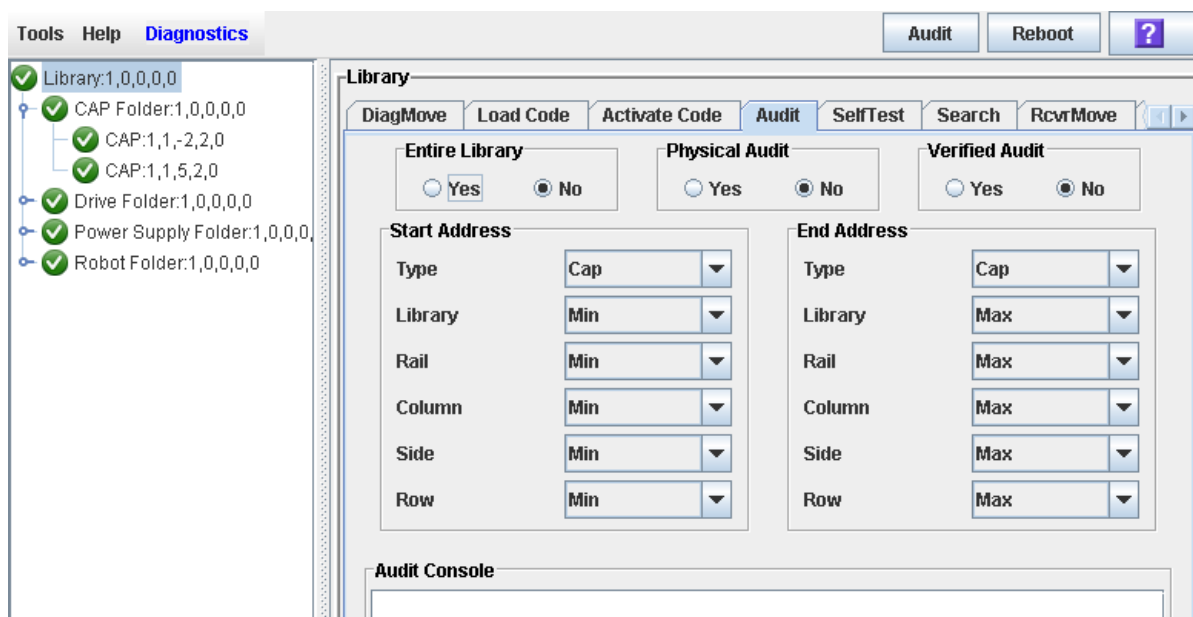 Tools Help Diagnostics Audit Reboot ?
Library:1,0,0,0,0
CAP Folder:1,0,0,0,0
CAP:1,1,-2,2,0
CAP:1,1,5,2,0
Drive Folder:1,0,0,0,0
Power Supply Folder:1,0,0,0,
Robot Folder:1,0,0,0,0
Library
DiagMove Load Code Activate Code Audit SelfTest Search RcvrMove
Entire Library Physical Audit Verified Audit
Yes No Yes No Yes No
Start Address End Address
Type Cap Type Cap
Library Min Library Max
Rail Min Rail Max
Column Min Column Max
Side Min Side Max
Row Min Row Max
Audit Console